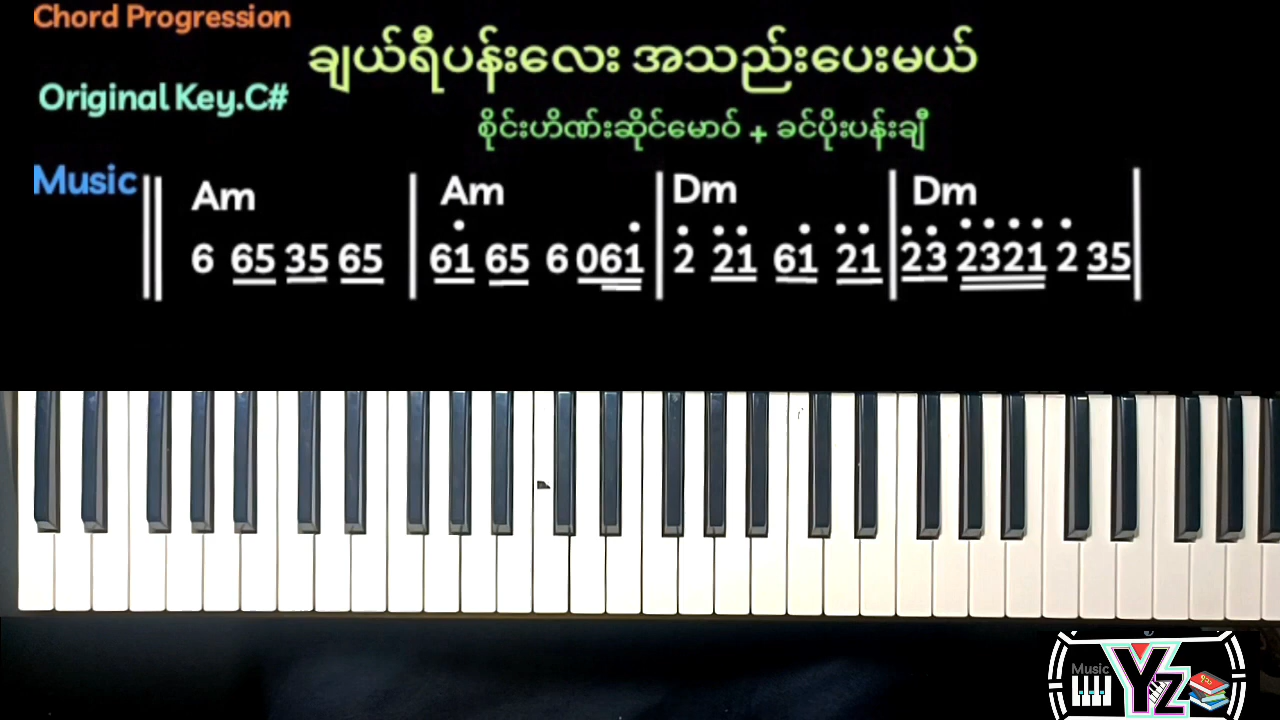 Chord Progression
ချယ်ရီပန်းလေး အသည်းပေးမယ်
Original Key.C#
စိုင်းဟိဏ်းဆိုင်မောဝ် + ခင်ပိုးပန်းချီ
Music
Am Am Dm Dm
6 65 35 65 61 65 6 061 2 21 61 21 23 2321 2 35
Music
YZ